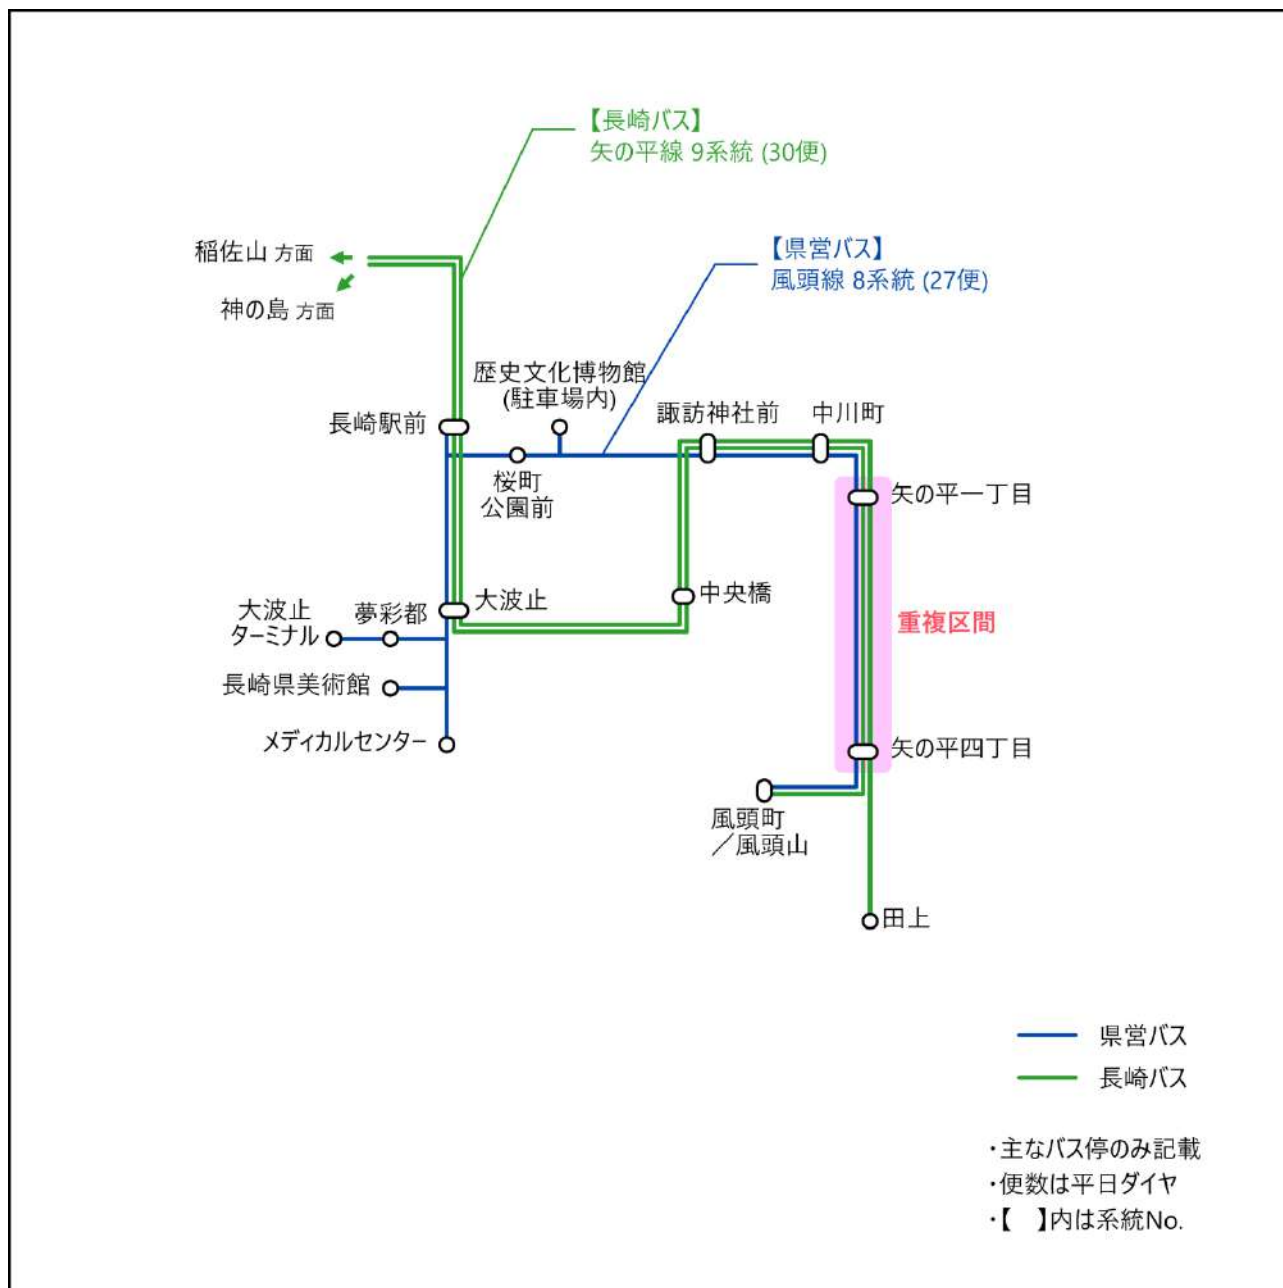 【長崎バス】
矢の平線 9系統 (30便)
【県営バス】
風頭線 8系統 (27便)
稲佐山 方面
神の島 方面
歴史文化博物館
(駐車場内)
長崎駅前
諏訪神社前
中川町
桜町
公園前
矢の平一丁目
大波止
ターミナル
夢彩都
大波止
中央橋
重複区間
長崎県美術館
メディカルセンター
矢の平四丁目
風頭町
／風頭山
田上
県営バス
長崎バス
・主なバス停のみ記載
・便数は平日ダイヤ
・【　】内は系統No.